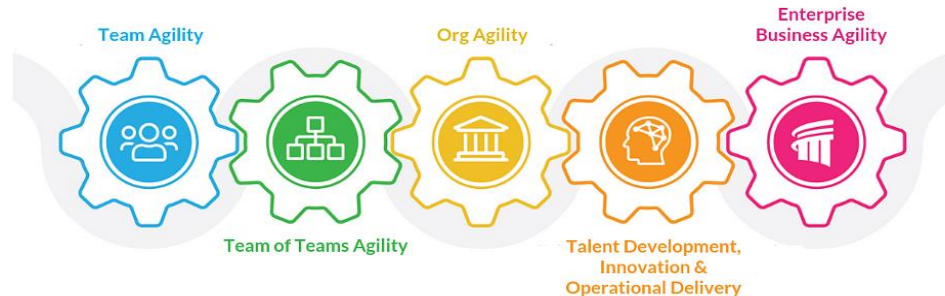 Team Agility
Team of Teams Agility
Org Agility
Talent Development,
Innovation &
Operational Delivery
Enterprise
Business Agility